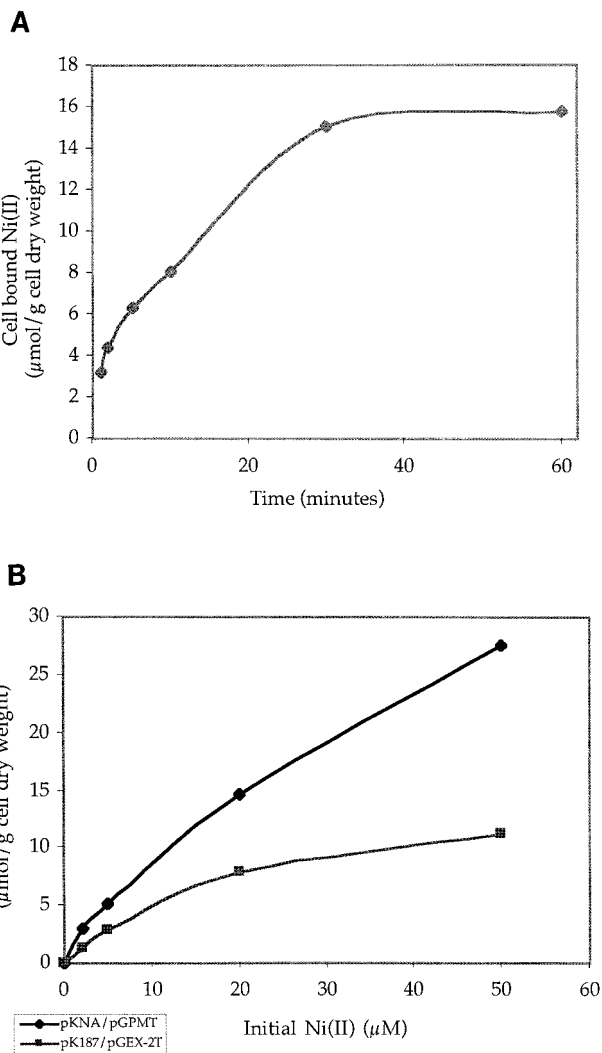 A
18
16
14
12
10
8
6
4
2
0
Cell bound Ni(II)
(µmol/g cell dry weight)
0 20 40 60
Time (minutes)
B
30
25
20
15
10
5
0
(µmol/g cell dry weight)
0 10 20 30 40 50 60
Initial Ni(II) (µM)
pKNA/pGPMT
pK187/pGEX-2T